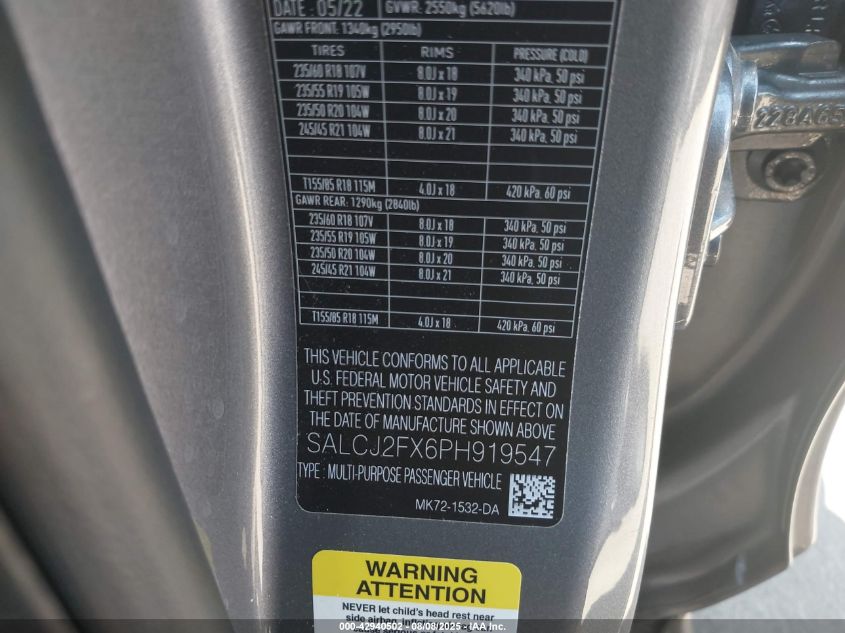 DATE - 05/22 GVWR: 2550kg (5620lb)
GAWR FRONT: 1340kg (2950lb)
TIRES RIMS PRESSURE (COLD)
235/60 R18 107V 8.0J x 18 340 kPa. 50 psi
235/55 R19 105W 8.0J x 19 340 kPa. 50 psi
235/50 R20 104W 8.0J x 20 340 kPa. 50 psi
245/45 R21 104W 8.0J x 21 340 kPa. 50 psi
T155/85 R18 115M 4.0J x 18 420 kPa. 60 psi
GAWR REAR: 1290kg (2840lb)
235/60 R18 107V 8.0J x 18 340 kPa. 50 psi
235/55 R19 105W 8.0J x 19 340 kPa. 50 psi
235/50 R20 104W 8.0J x 20 340 kPa. 50 psi
245/45 R21 104W 8.0J x 21 340 kPa. 50 psi
T155/85 R18 115M 4.0J x 18 420 kPa. 60 psi
THIS VEHICLE CONFORMS TO ALL APPLICABLE
U.S. FEDERAL MOTOR VEHICLE SAFETY AND
THEFT PREVENTION STANDARDS IN EFFECT ON
THE DATE OF MANUFACTURE SHOWN ABOVE
SALCJ2FX6PH919547
TYPE : MULTI-PURPOSE PASSENGER VEHICLE
MK72-1532-DA
228A65
WARNING
ATTENTION
NEVER let child's head rest near
side airbag
000-42940502 - 08/08/2025 - IAA Inc.